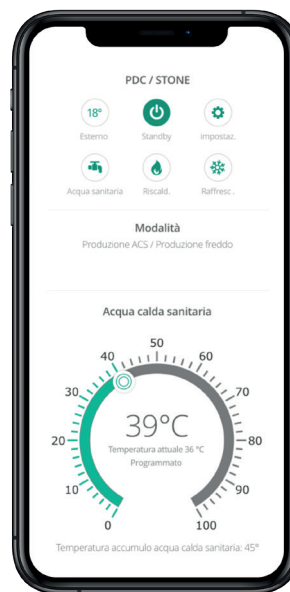 PDC / STONE
18°
Esterno
Standby
impostaz.
Acqua sanitaria
Riscald.
Raffresc .
Modalità
Produzione ACS / Produzione freddo
Acqua calda sanitaria
50
40
60
30
70
39°C
20
80
Temperatura attuale 36 °C
Programmato
10
90
0
100
Temperatura accumulo acqua calda sanitaria: 45°